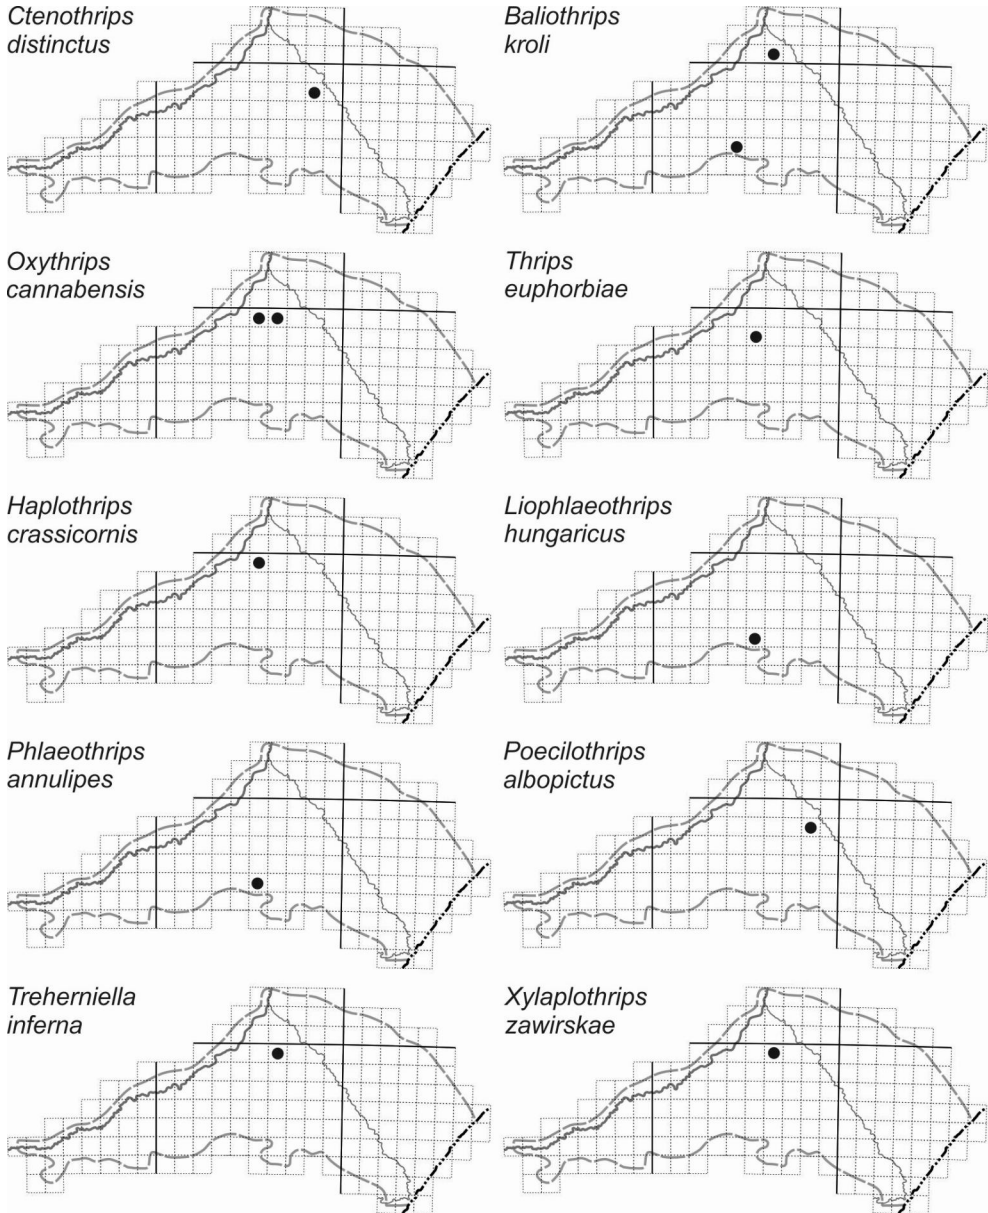 Ctenothrips
distinctus
Baliothrips
kroli
Oxythrips
cannabensis
Thrips
euphorbiae
Haplothrips
crassicornis
Liophlaeothrips
hungaricus
Phlaeothrips
annulipes
Poecilothrips
albopictus
Treherniella
inferna
Xylaplothrips
zawirskae